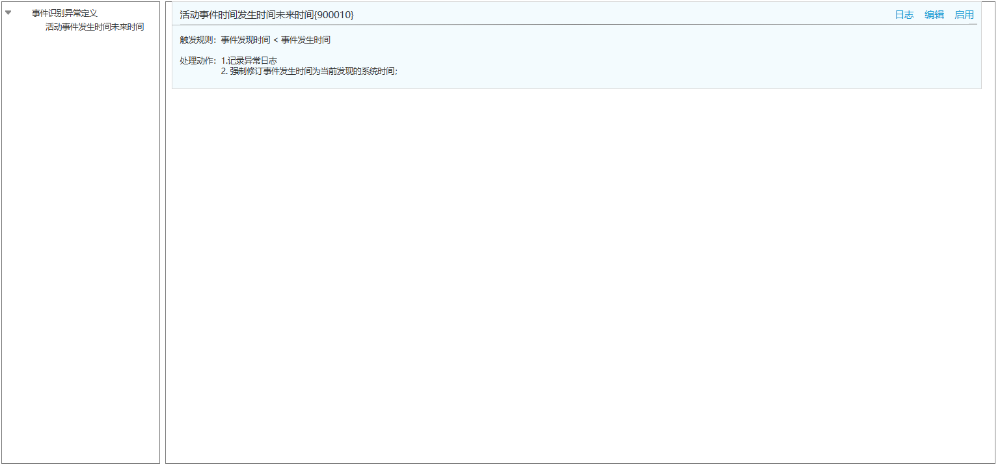 事件识别异常定义
活动事件发生时间未来时间
活动事件时间发生时间未来时间{900010}
日志 编辑 启用
触发规则：事件发现时间 < 事件发生时间
处理动作：1.记录异常日志
2. 强制修订事件发生时间为当前发现的系统时间;